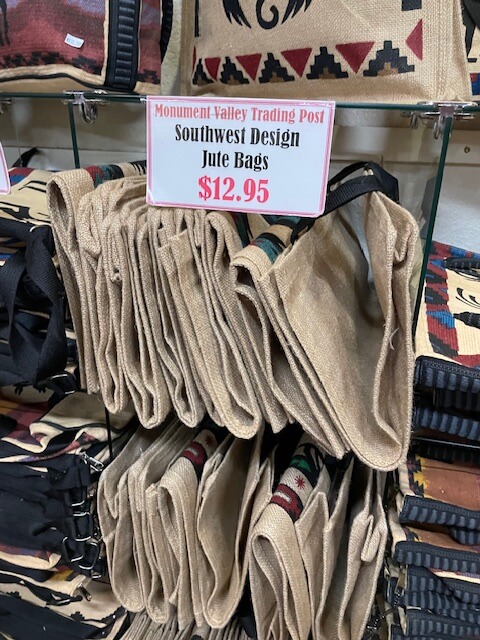 Monument Valley Trading Post
Southwest Design
Jute Bags
$12.95